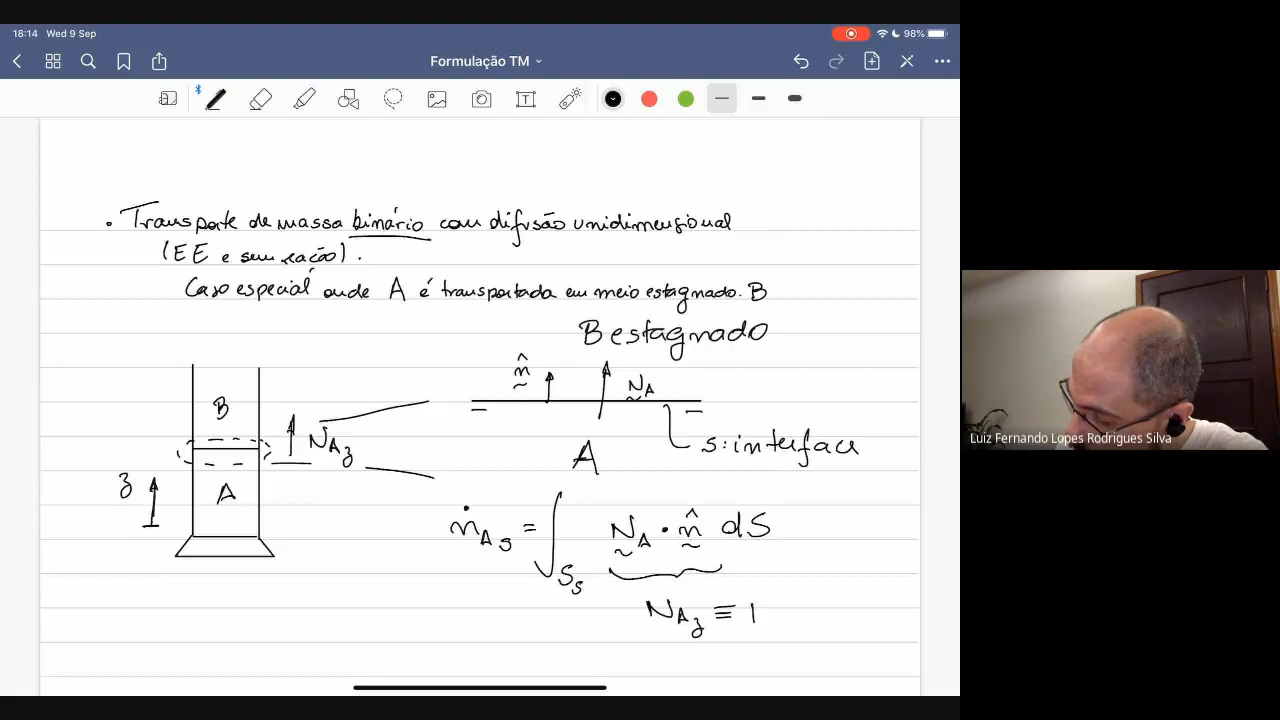 18:14 Wed 9 Sep 98%
Formulação TM
• Transporte de massa binário com difusão unidimensional
(EE e sem reação).
Caso especial onde A é transportada em meio estagnado. B
B estagnado
n̂ N_A
B
N_Az
s: interface
A
z
A
ṅ_As = ∫_Ss N_A • n̂ dS
N_Az ≡ |
Luiz Fernando Lopes Rodrigues Silva